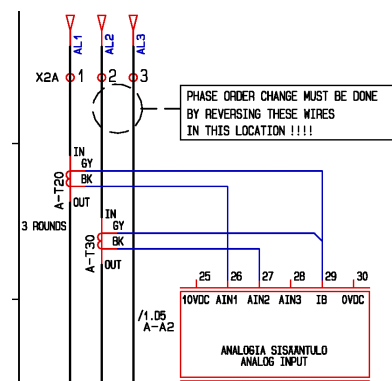 AL1
AL2
AL3
X2A
1
2
3
PHASE ORDER CHANGE MUST BE DONE
BY REVERSING THESE WIRES
IN THIS LOCATION !!!!
IN
GY
BK
OUT
A-T20
3 ROUNDS
IN
GY
BK
OUT
A-T30
/1.D5
A-A2
25
26
27
28
29
30
10VDC
AIN1
AIN2
AIN3
IB
0VDC
ANALOGIA SISÄÄNTULO
ANALOG INPUT